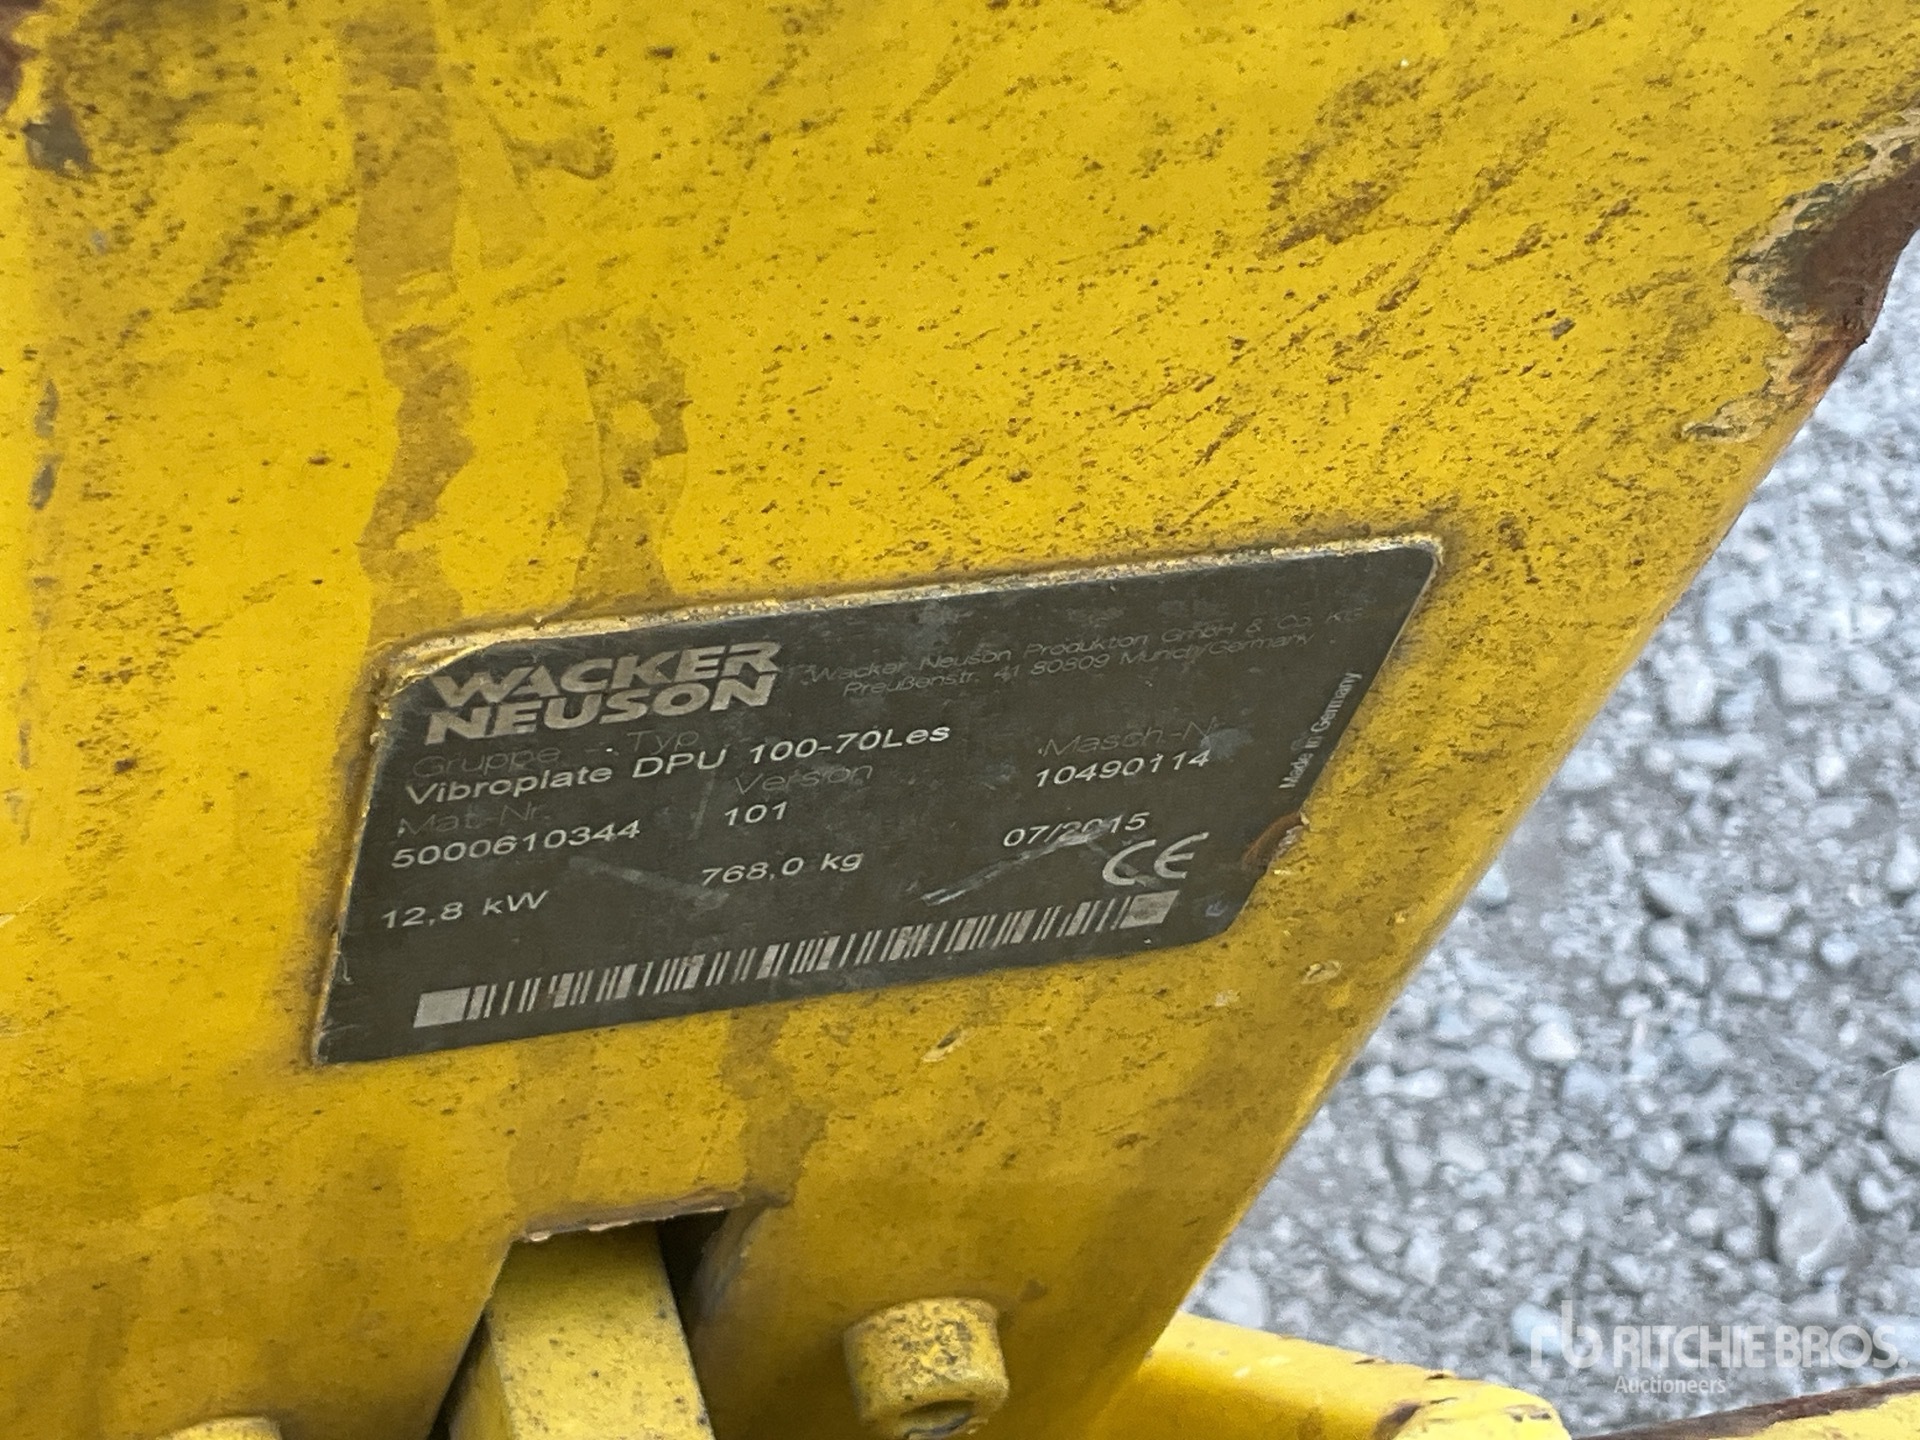 WACKER
NEUSON
Wacker Neuson Produktion GmbH & Co. KG
Preußenstr. 41 80809 Munich/Germany
Gruppe - Typ
Vibroplate DPU 100-70Les
Masch-Nr.
10490114
Mat.-Nr.
5000610344
Version
101
07/2015
12,8 kW
768,0 kg
CE
Made in Germany
rb RITCHIE BROS.
Auctioneers